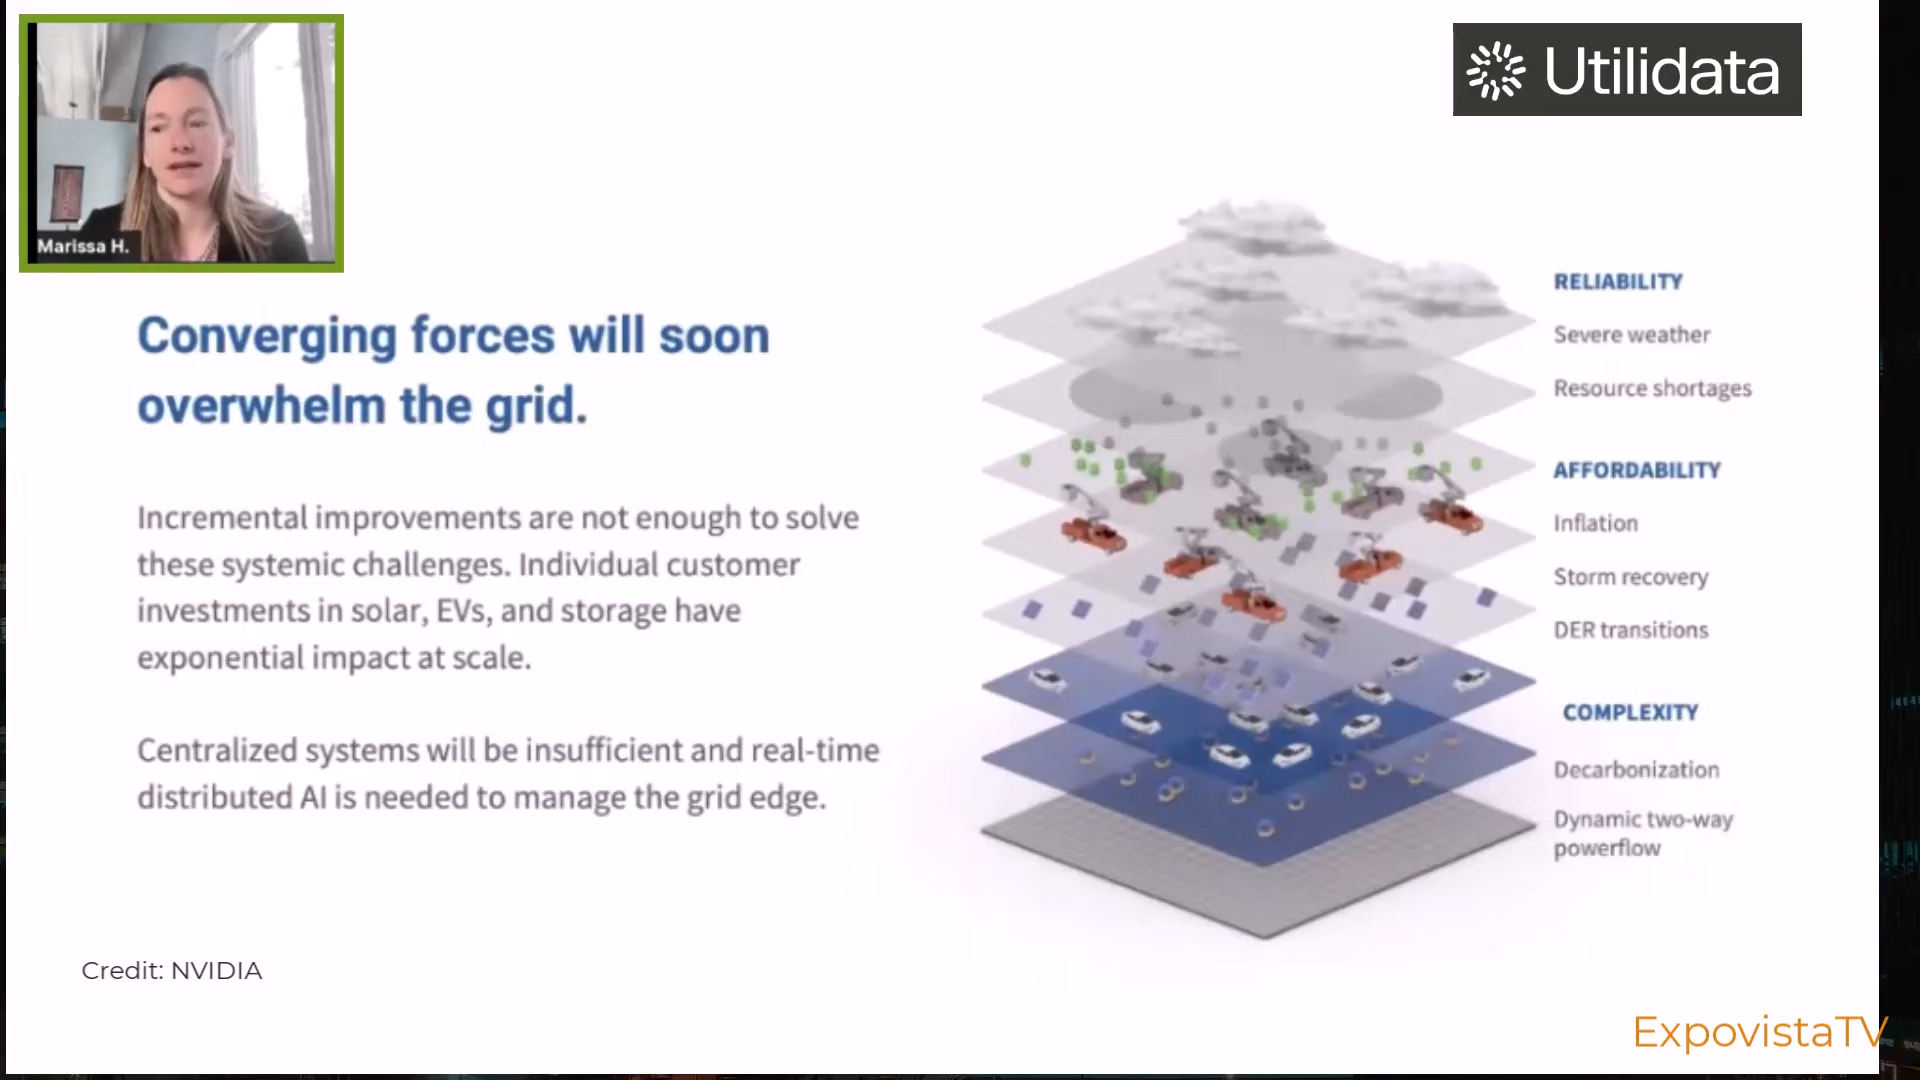 Utilidata
Marissa H.
Converging forces will soon
overwhelm the grid.
Incremental improvements are not enough to solve
these systemic challenges. Individual customer
investments in solar, EVs, and storage have
exponential impact at scale.
Centralized systems will be insufficient and real-time
distributed AI is needed to manage the grid edge.
RELIABILITY
Severe weather
Resource shortages
AFFORDABILITY
Inflation
Storm recovery
DER transitions
COMPLEXITY
Decarbonization
Dynamic two-way
powerflow
Credit: NVIDIA
ExpovistaTV